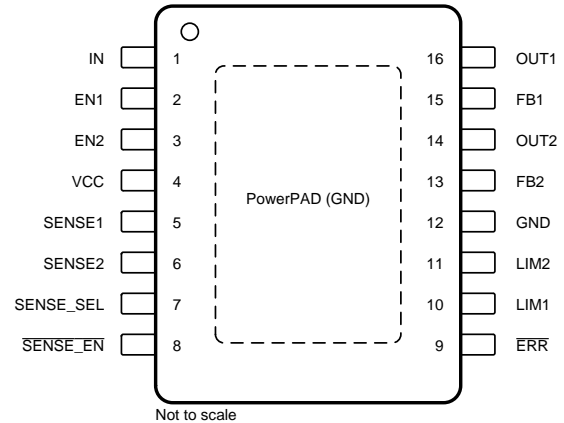 IN 1 16 OUT1
EN1 2 15 FB1
EN2 3 14 OUT2
VCC 4 13 FB2
PowerPAD (GND)
SENSE1 5 12 GND
SENSE2 6 11 LIM2
SENSE_SEL 7 10 LIM1
SENSE_EN 8 9 ERR
Not to scale